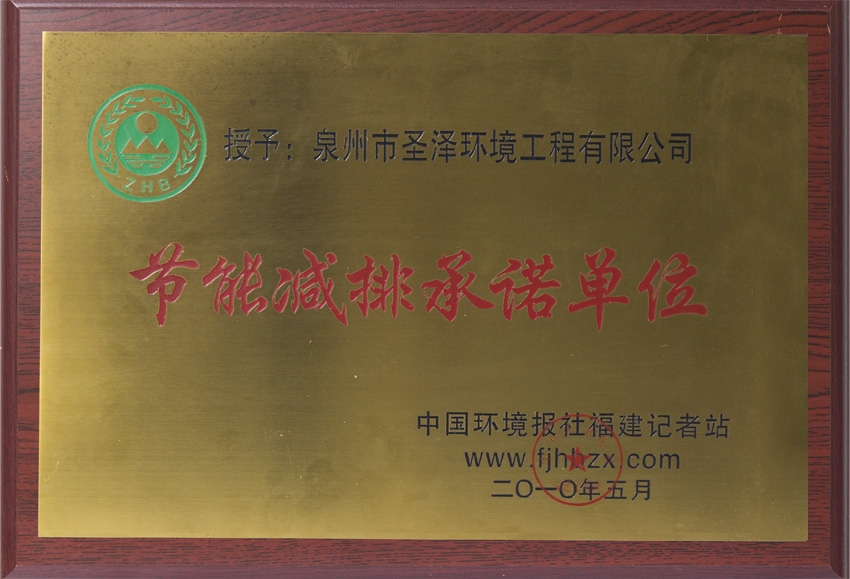 ZHB
授予：泉州市圣泽环境工程有限公司
节能减排承诺单位
中国环境报社福建记者站
www.fjhbzx.com
二〇一〇年五月